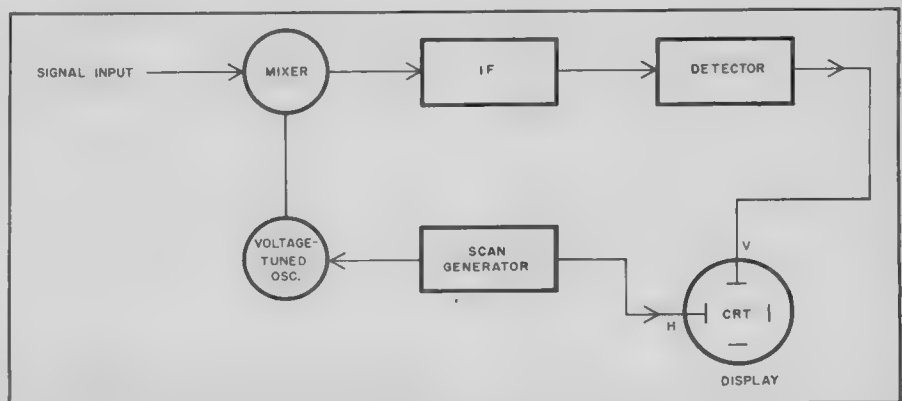 SIGNAL INPUT
MIXER
IF
DETECTOR
VOLTAGE-
TUNED
OSC.
SCAN
GENERATOR
V
H
CRT
DISPLAY